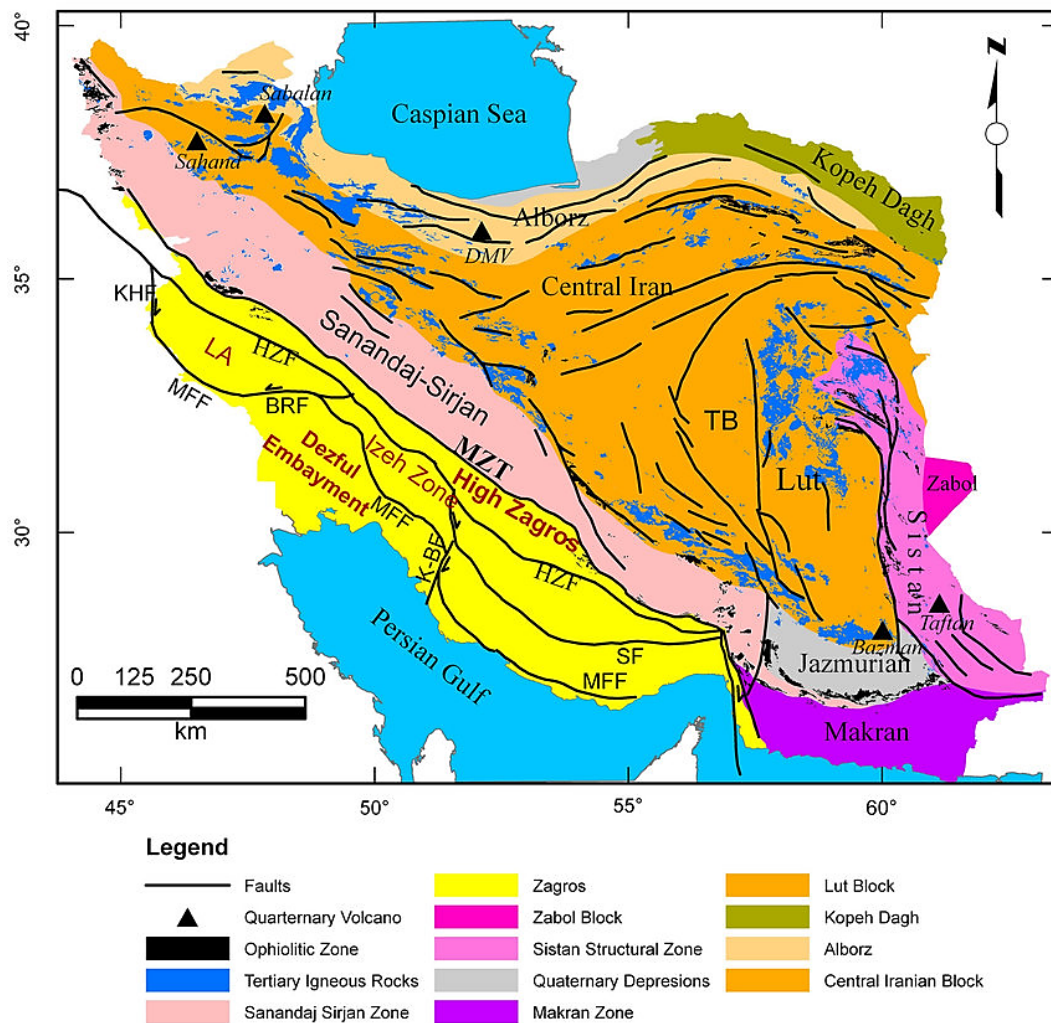 40°
35°
30°
45°
50°
55°
60°
N
Caspian Sea
Sabalan
Sahand
Kopeh Dagh
Alborz
DMV
Central Iran
KHF
LA
HZF
Sanandaj-Sirjan
MFF
BRF
TB
Izeh Zone
MZT
Dezful
Embayment
High Zagros
Lut
Zabol
MFF
K-BF
HZF
Sistan
Taftan
Bazman
Persian Gulf
SF
Jazmurian
MFF
Makran
0 125 250 500
km
Legend
Faults
Quarternary Volcano
Ophiolitic Zone
Tertiary Igneous Rocks
Sanandaj Sirjan Zone
Zagros
Zabol Block
Sistan Structural Zone
Quaternary Depresions
Makran Zone
Lut Block
Kopeh Dagh
Alborz
Central Iranian Block